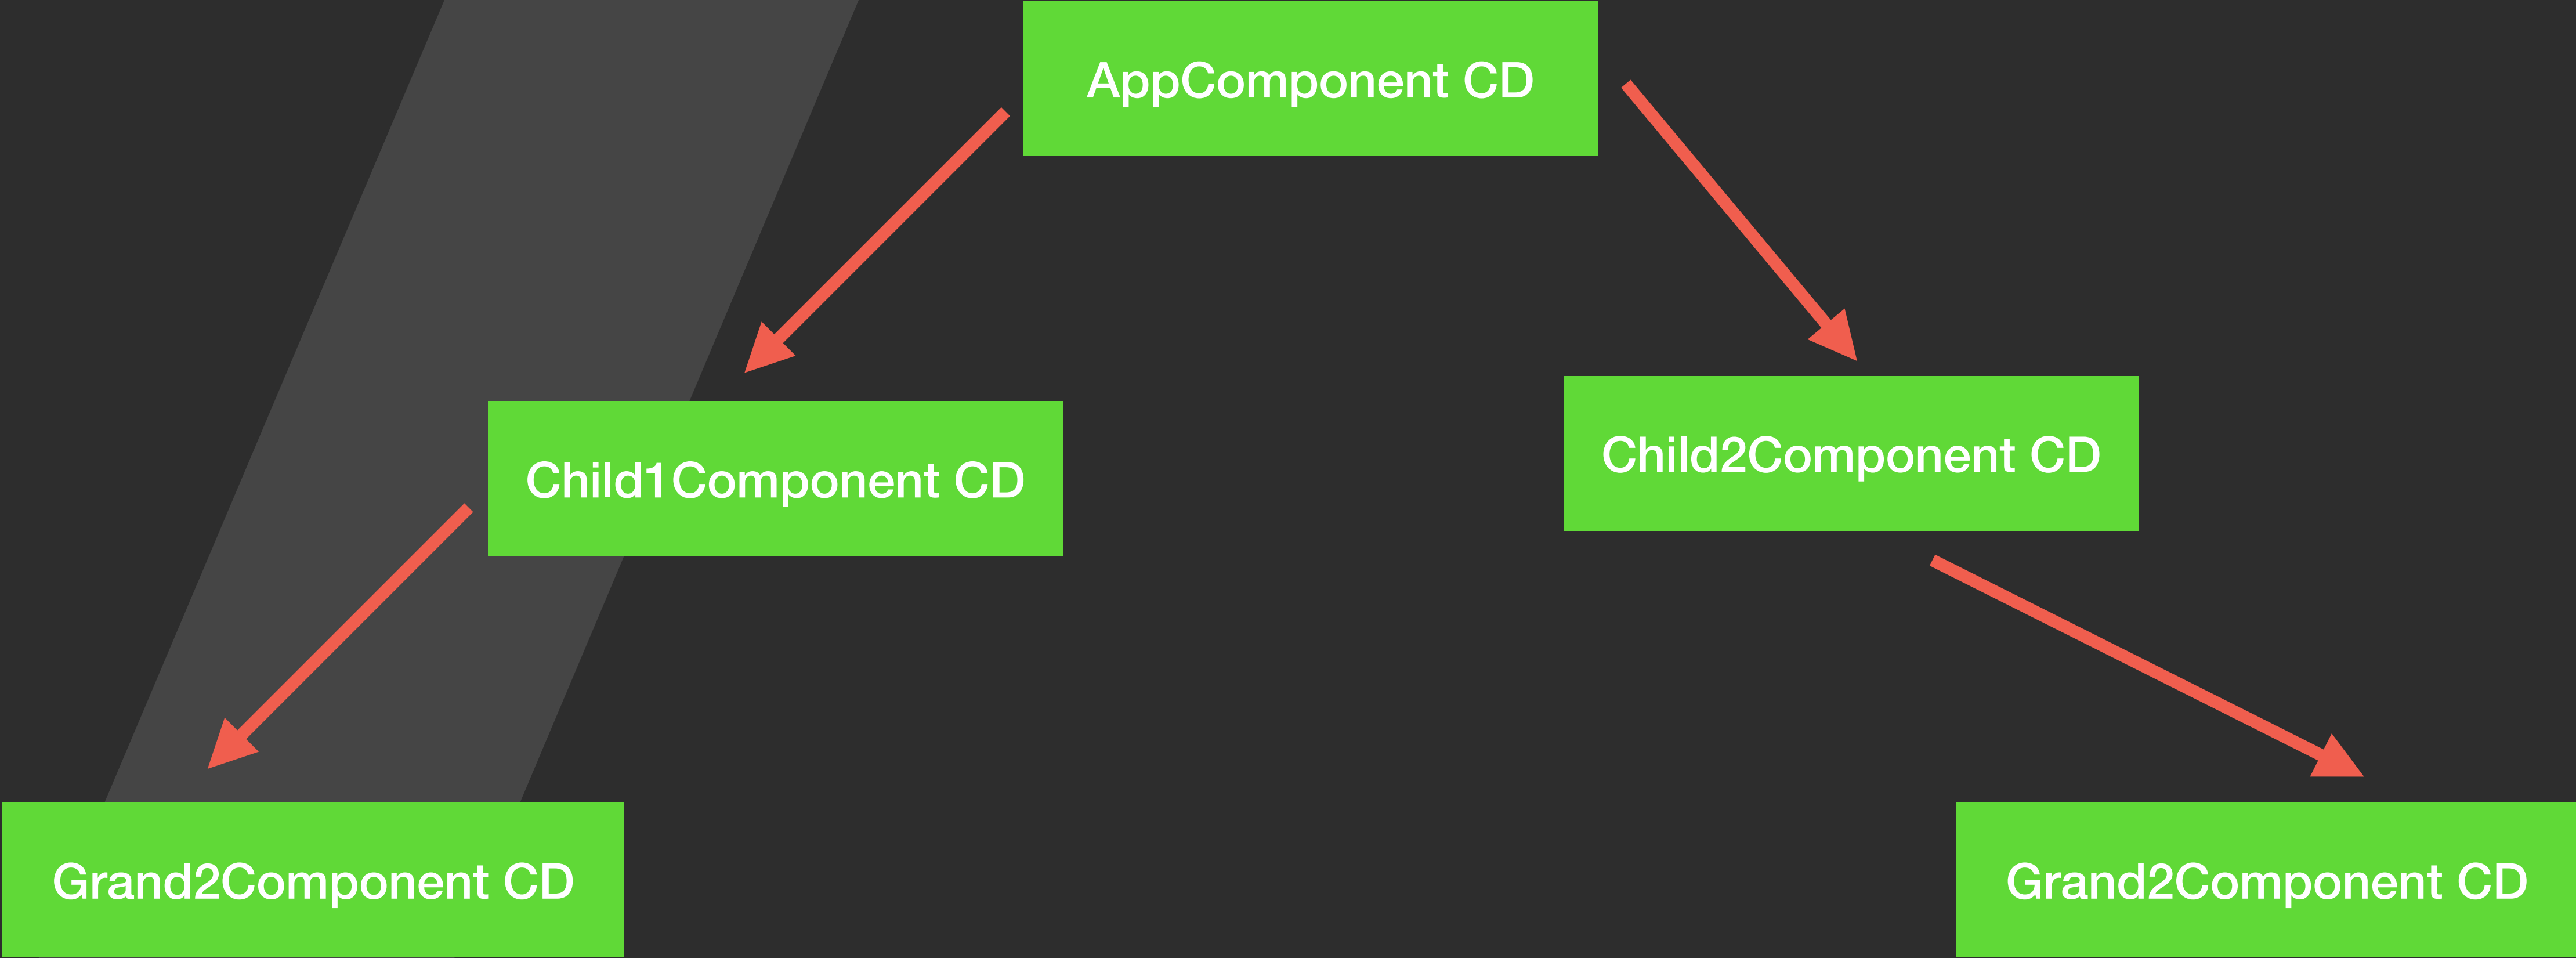 AppComponent CD
Child1Component CD
Child2Component CD
Grand2Component CD
Grand2Component CD